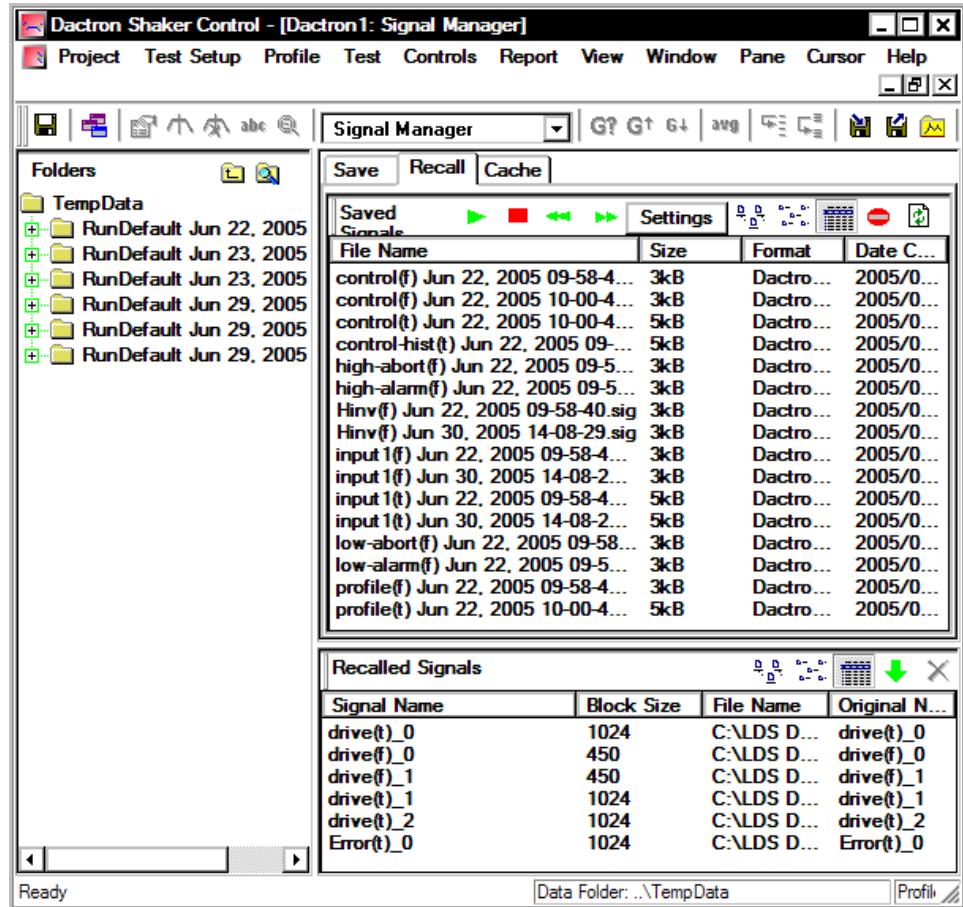 Dactron Shaker Control - [Dactron1: Signal Manager]
Project Test Setup Profile Test Controls Report View Window Pane Cursor Help
abc Signal Manager G? G↑ G↓ avg
Folders
TempData
RunDefault Jun 22, 2005
RunDefault Jun 23, 2005
RunDefault Jun 23, 2005
RunDefault Jun 29, 2005
RunDefault Jun 29, 2005
RunDefault Jun 29, 2005
Save Recall Cache
Saved Signals Settings
File Name Size Format Date C...
control(f) Jun 22, 2005 09-58-4... 3kB Dactro... 2005/0...
control(f) Jun 22, 2005 10-00-4... 3kB Dactro... 2005/0...
control(t) Jun 22, 2005 10-00-4... 5kB Dactro... 2005/0...
control-hist(t) Jun 22, 2005 09-... 5kB Dactro... 2005/0...
high-abort(f) Jun 22, 2005 09-5... 3kB Dactro... 2005/0...
high-alarm(f) Jun 22, 2005 09-5... 3kB Dactro... 2005/0...
Hinv(f) Jun 22, 2005 09-58-40.sig 3kB Dactro... 2005/0...
Hinv(f) Jun 30, 2005 14-08-29.sig 3kB Dactro... 2005/0...
input1(f) Jun 22, 2005 09-58-4... 3kB Dactro... 2005/0...
input1(f) Jun 30, 2005 14-08-2... 3kB Dactro... 2005/0...
input1(t) Jun 22, 2005 09-58-4... 5kB Dactro... 2005/0...
input1(t) Jun 30, 2005 14-08-2... 5kB Dactro... 2005/0...
low-abort(f) Jun 22, 2005 09-58... 3kB Dactro... 2005/0...
low-alarm(f) Jun 22, 2005 09-5... 3kB Dactro... 2005/0...
profile(f) Jun 22, 2005 09-58-4... 3kB Dactro... 2005/0...
profile(t) Jun 22, 2005 10-00-4... 5kB Dactro... 2005/0...
Recalled Signals
Signal Name Block Size File Name Original N...
drive(t)_0 1024 C:\LDS D... drive(t)_0
drive(f)_0 450 C:\LDS D... drive(f)_0
drive(f)_1 450 C:\LDS D... drive(f)_1
drive(t)_1 1024 C:\LDS D... drive(t)_1
drive(t)_2 1024 C:\LDS D... drive(t)_2
Error(t)_0 1024 C:\LDS D... Error(t)_0
Ready Data Folder: ..\TempData Profil